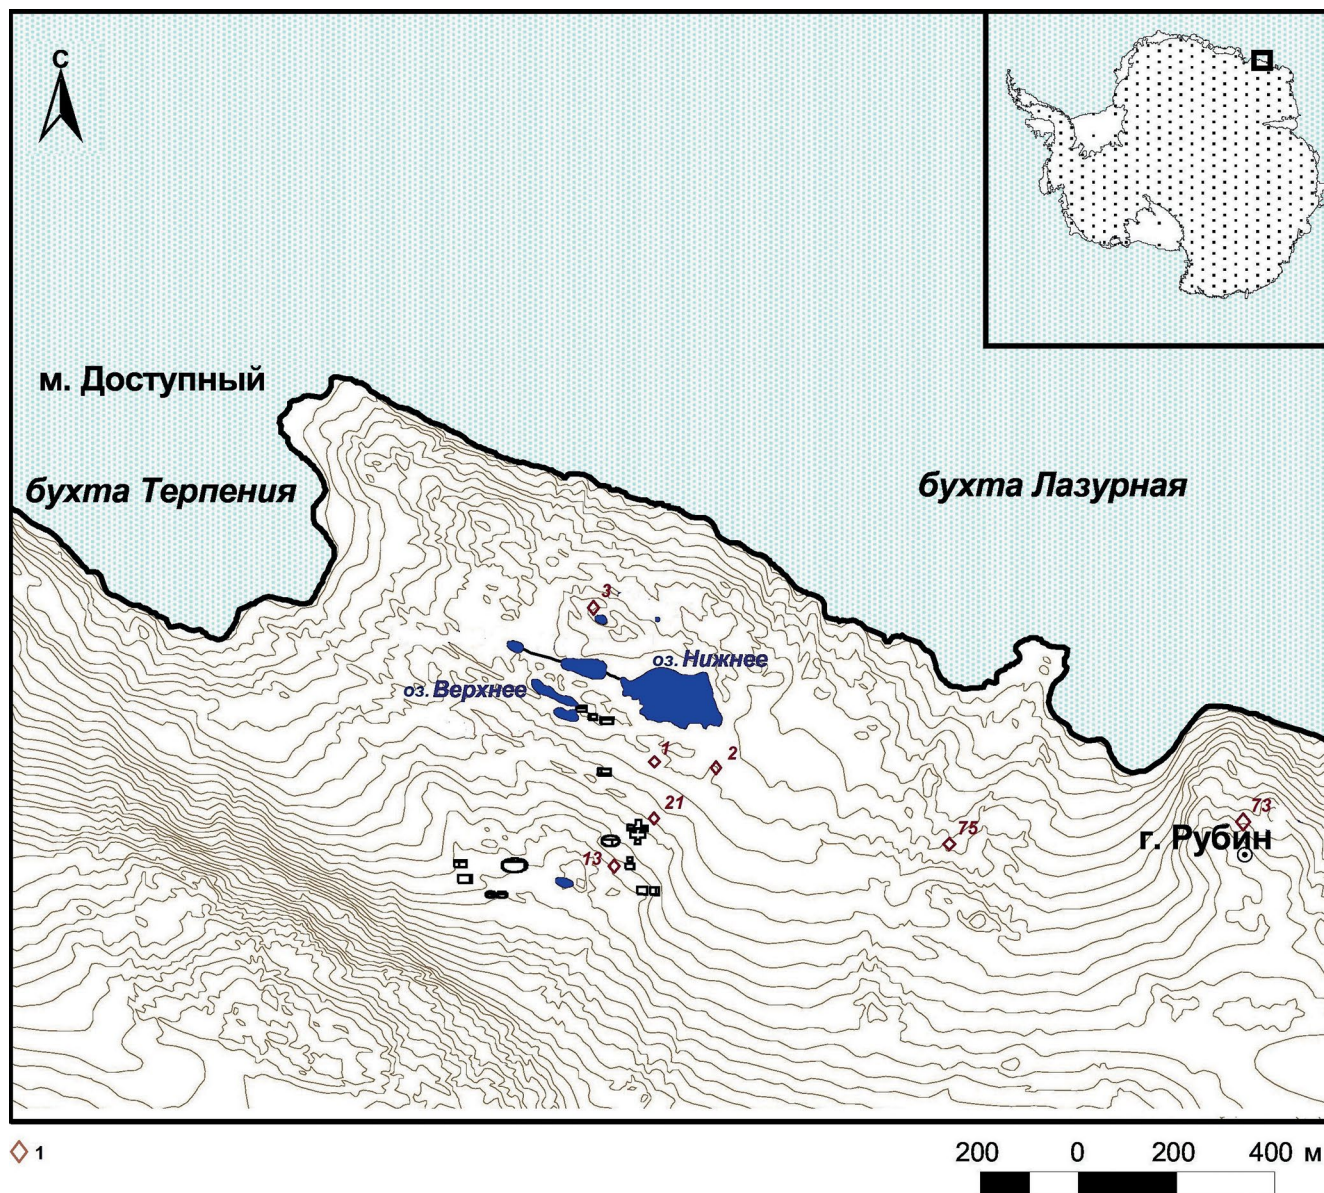 С
м. Доступный
бухта Терпения
бухта Лазурная
3
оз. Нижнее
оз. Верхнее
1
2
21
75
73
г. Рубин
13
1
200 0 200 400 м